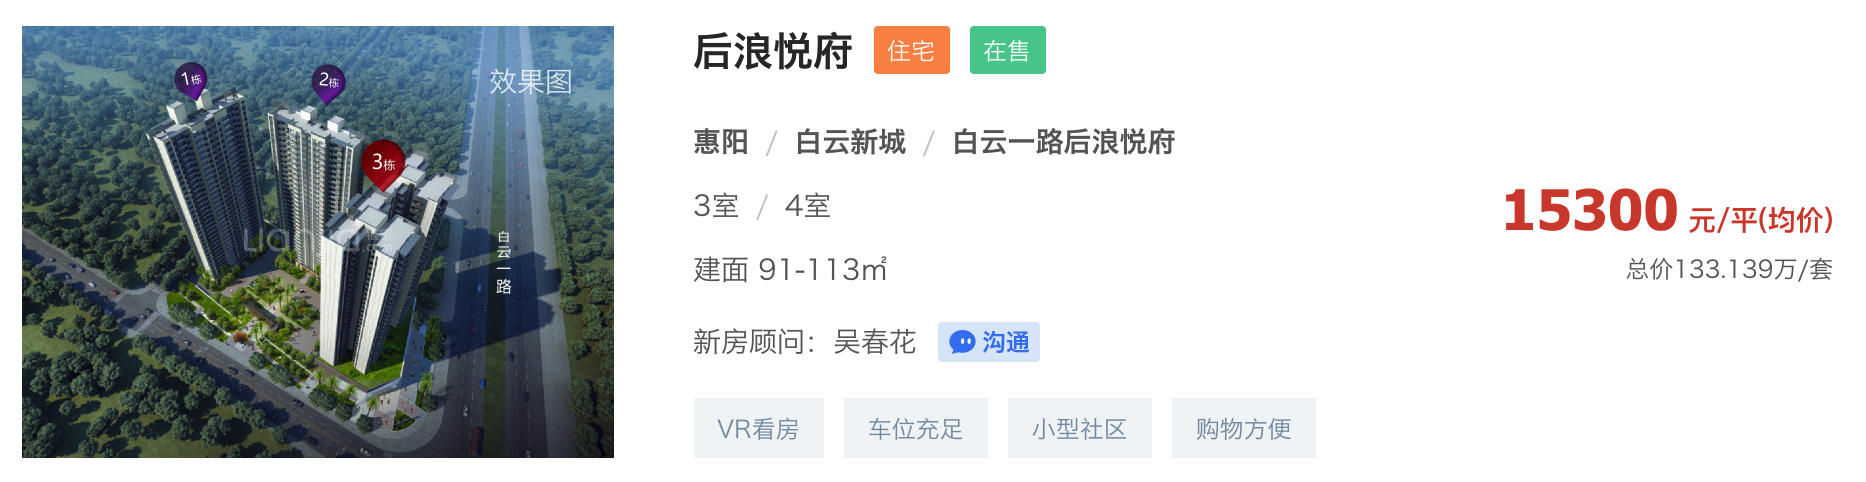 1栋
2栋
效果图
3栋
白云一路
后浪悦府 住宅 在售
惠阳 / 白云新城 / 白云一路后浪悦府
3室 / 4室
建面 91-113㎡
新房顾问：吴春花 沟通
VR看房 车位充足 小型社区 购物方便
15300 元/平(均价)
总价133.139万/套